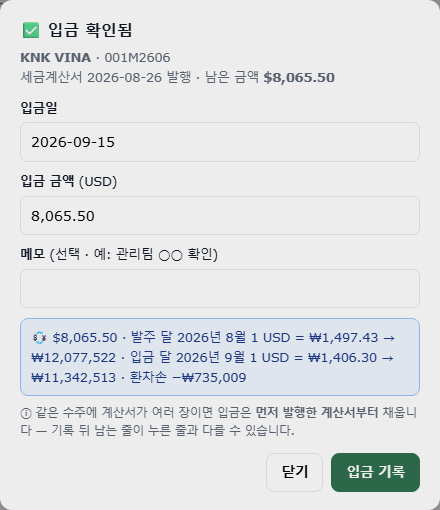 ✅ 입금 확인됨
KNK VINA · 001M2606
세금계산서 2026-08-26 발행 · 남은 금액 $8,065.50
입금일
2026-09-15
입금 금액 (USD)
8,065.50
메모 (선택 · 예: 관리팀 ○○ 확인)
💱 $8,065.50 · 발주 달 2026년 8월 1 USD = ₩1,497.43 →
₩12,077,522 · 입금 달 2026년 9월 1 USD = ₩1,406.30 →
₩11,342,513 · 환차손 −₩735,009
ⓘ 같은 수주에 계산서가 여러 장이면 입금은 먼저 발행한 계산서부터 채웁니
다 — 기록 뒤 남는 줄이 누른 줄과 다를 수 있습니다.
닫기
입금 기록